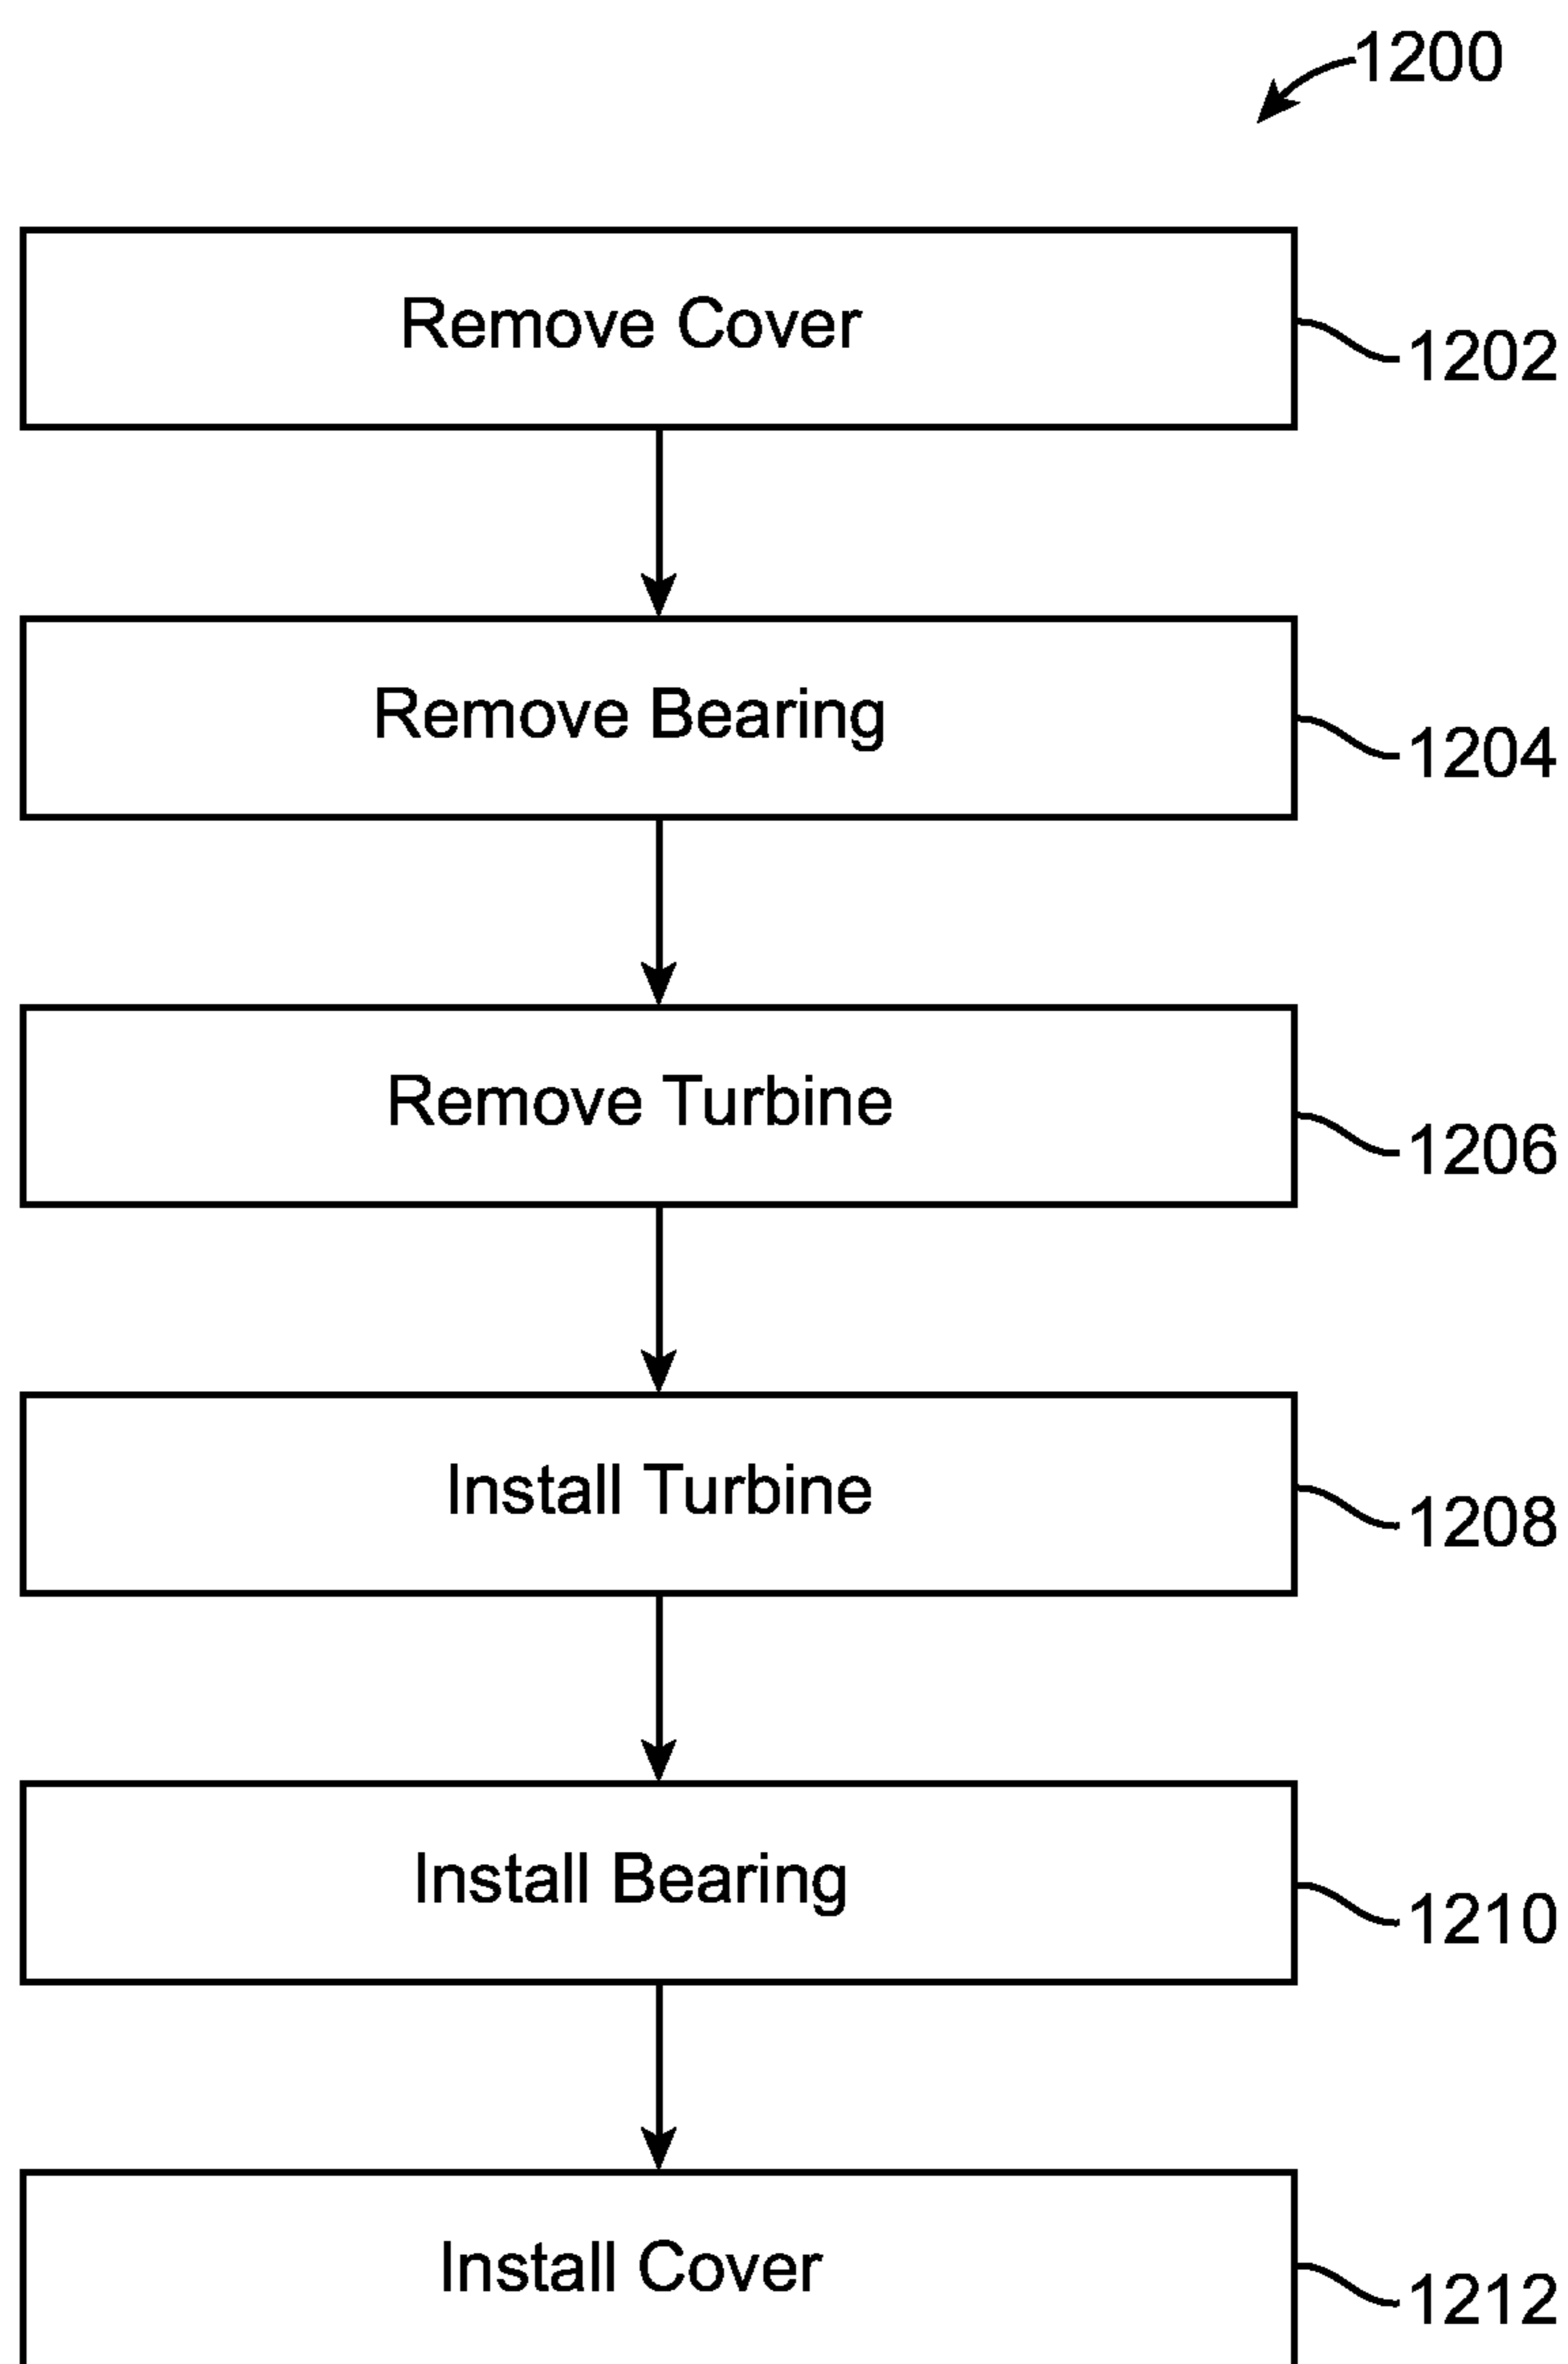 1200
Remove Cover
1202
Remove Bearing
1204
Remove Turbine
1206
Install Turbine
1208
Install Bearing
1210
Install Cover
1212